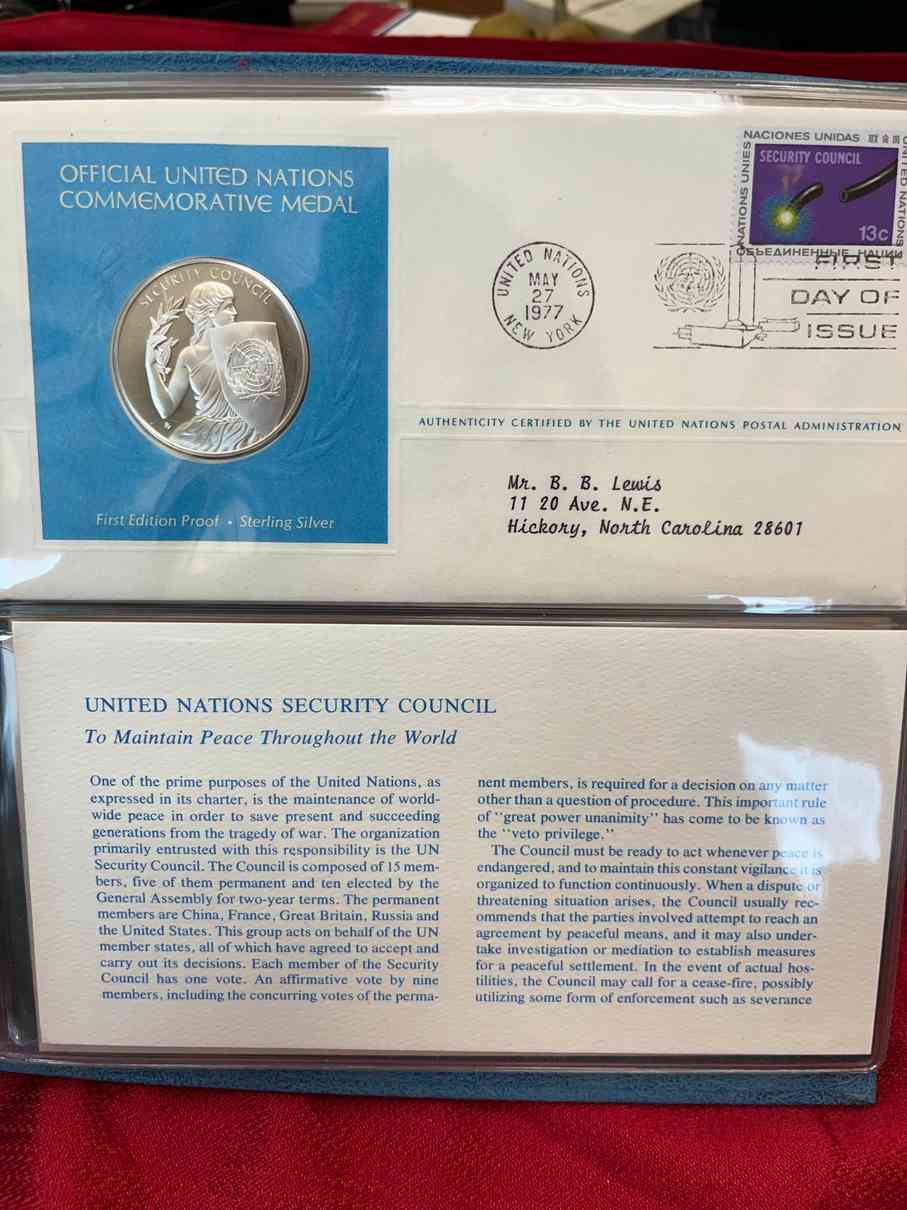 OFFICIAL UNITED NATIONS
COMMEMORATIVE MEDAL
SECURITY COUNCIL
First Edition Proof • Sterling Silver
NACIONES UNIDAS
NATIONS UNIES
SECURITY COUNCIL
13c
UNITED NATIONS
ОБЪЕДИНЕННЫЕ НАЦИИ
UNITED NATIONS
MAY
27
1977
NEW YORK
FIRST
DAY OF
ISSUE
AUTHENTICITY CERTIFIED BY THE UNITED NATIONS POSTAL ADMINISTRATION
Mr. B. B. Lewis
11 20 Ave. N.E.
Hickory, North Carolina 28601
UNITED NATIONS SECURITY COUNCIL
To Maintain Peace Throughout the World
One of the prime purposes of the United Nations, as
expressed in its charter, is the maintenance of world-
wide peace in order to save present and succeeding
generations from the tragedy of war. The organization
primarily entrusted with this responsibility is the UN
Security Council. The Council is composed of 15 mem-
bers, five of them permanent and ten elected by the
General Assembly for two-year terms. The permanent
members are China, France, Great Britain, Russia and
the United States. This group acts on behalf of the UN
member states, all of which have agreed to accept and
carry out its decisions. Each member of the Security
Council has one vote. An affirmative vote by nine
members, including the concurring votes of the perma-
nent members, is required for a decision on any matter
other than a question of procedure. This important rule
of "great power unanimity" has come to be known as
the "veto privilege."
The Council must be ready to act whenever peace is
endangered, and to maintain this constant vigilance it is
organized to function continuously. When a dispute or
threatening situation arises, the Council usually rec-
ommends that the parties involved attempt to reach an
agreement by peaceful means, and it may also under-
take investigation or mediation to establish measures
for a peaceful settlement. In the event of actual hos-
tilities, the Council may call for a cease-fire, possibly
utilizing some form of enforcement such as severance